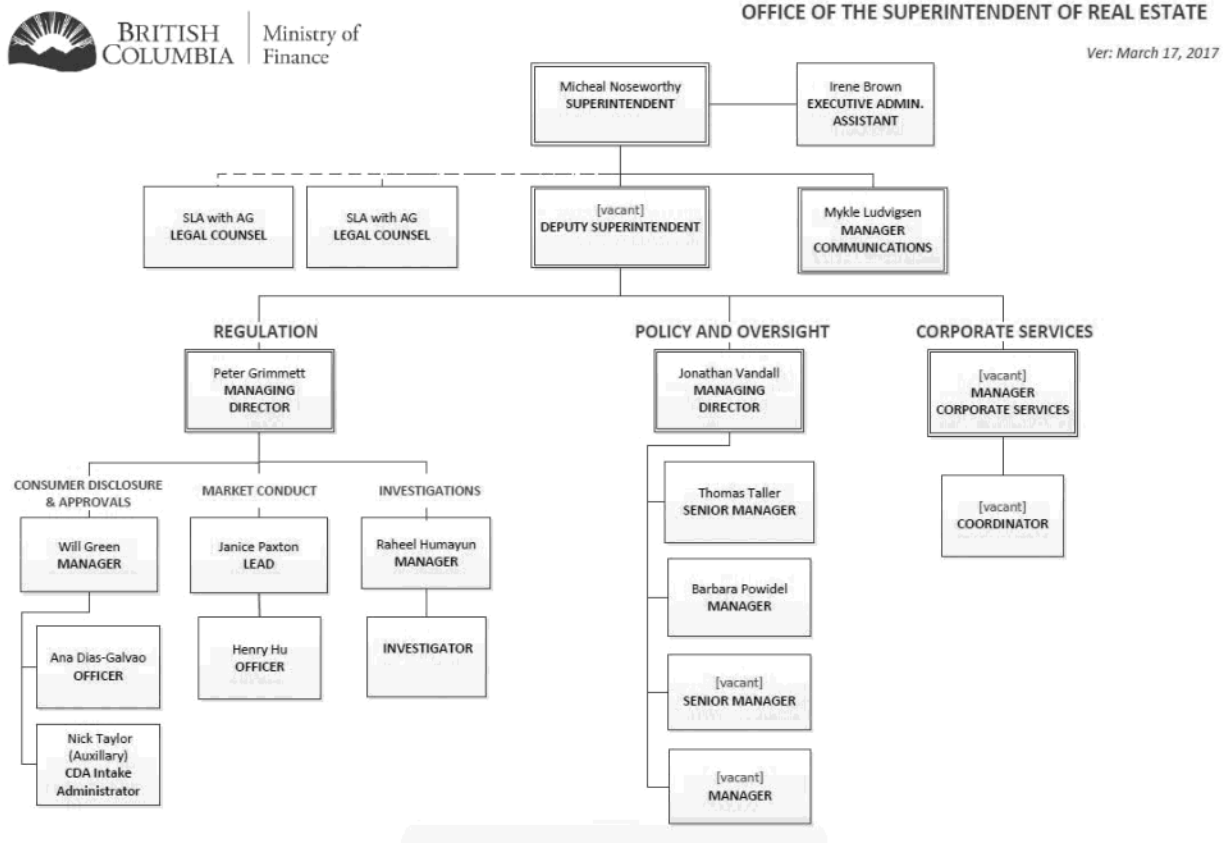 BRITISH
COLUMBIA
Ministry of
Finance
OFFICE OF THE SUPERINTENDENT OF REAL ESTATE
Ver: March 17, 2017
Micheal Noseworthy
SUPERINTENDENT
Irene Brown
EXECUTIVE ADMIN.
ASSISTANT
SLA with AG
LEGAL COUNSEL
SLA with AG
LEGAL COUNSEL
[vacant]
DEPUTY SUPERINTENDENT
Mykle Ludvigsen
MANAGER
COMMUNICATIONS
REGULATION
Peter Grimmett
MANAGING
DIRECTOR
POLICY AND OVERSIGHT
Jonathan Vandall
MANAGING
DIRECTOR
CORPORATE SERVICES
[vacant]
MANAGER
CORPORATE SERVICES
CONSUMER DISCLOSURE
& APPROVALS
Will Green
MANAGER
Ana Dias-Galvao
OFFICER
Nick Taylor
(Auxillary)
CDA Intake
Administrator
MARKET CONDUCT
Janice Paxton
LEAD
Henry Hu
OFFICER
INVESTIGATIONS
Raheel Humayun
MANAGER
INVESTIGATOR
Thomas Taller
SENIOR MANAGER
Barbara Powidel
MANAGER
[vacant]
SENIOR MANAGER
[vacant]
MANAGER
[vacant]
COORDINATOR